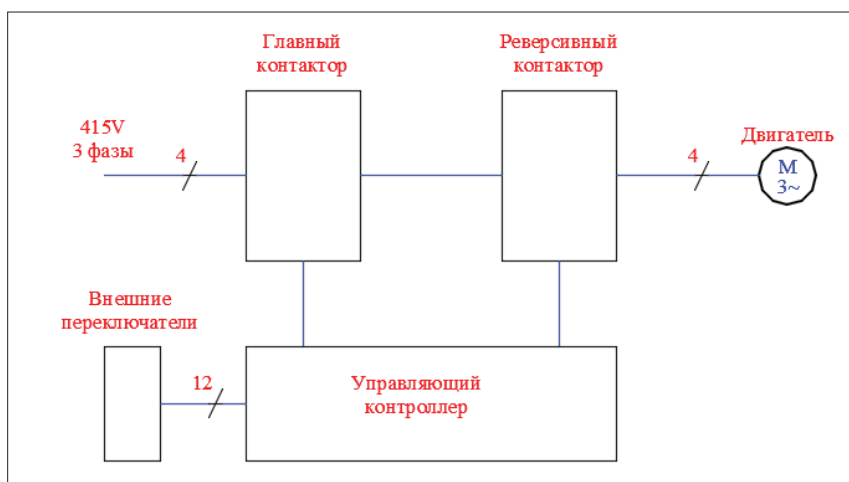 Главный
контактор
Реверсивный
контактор
415V
3 фазы
4
4
Двигатель
M
3~
Внешние
переключатели
12
Управляющий
контроллер